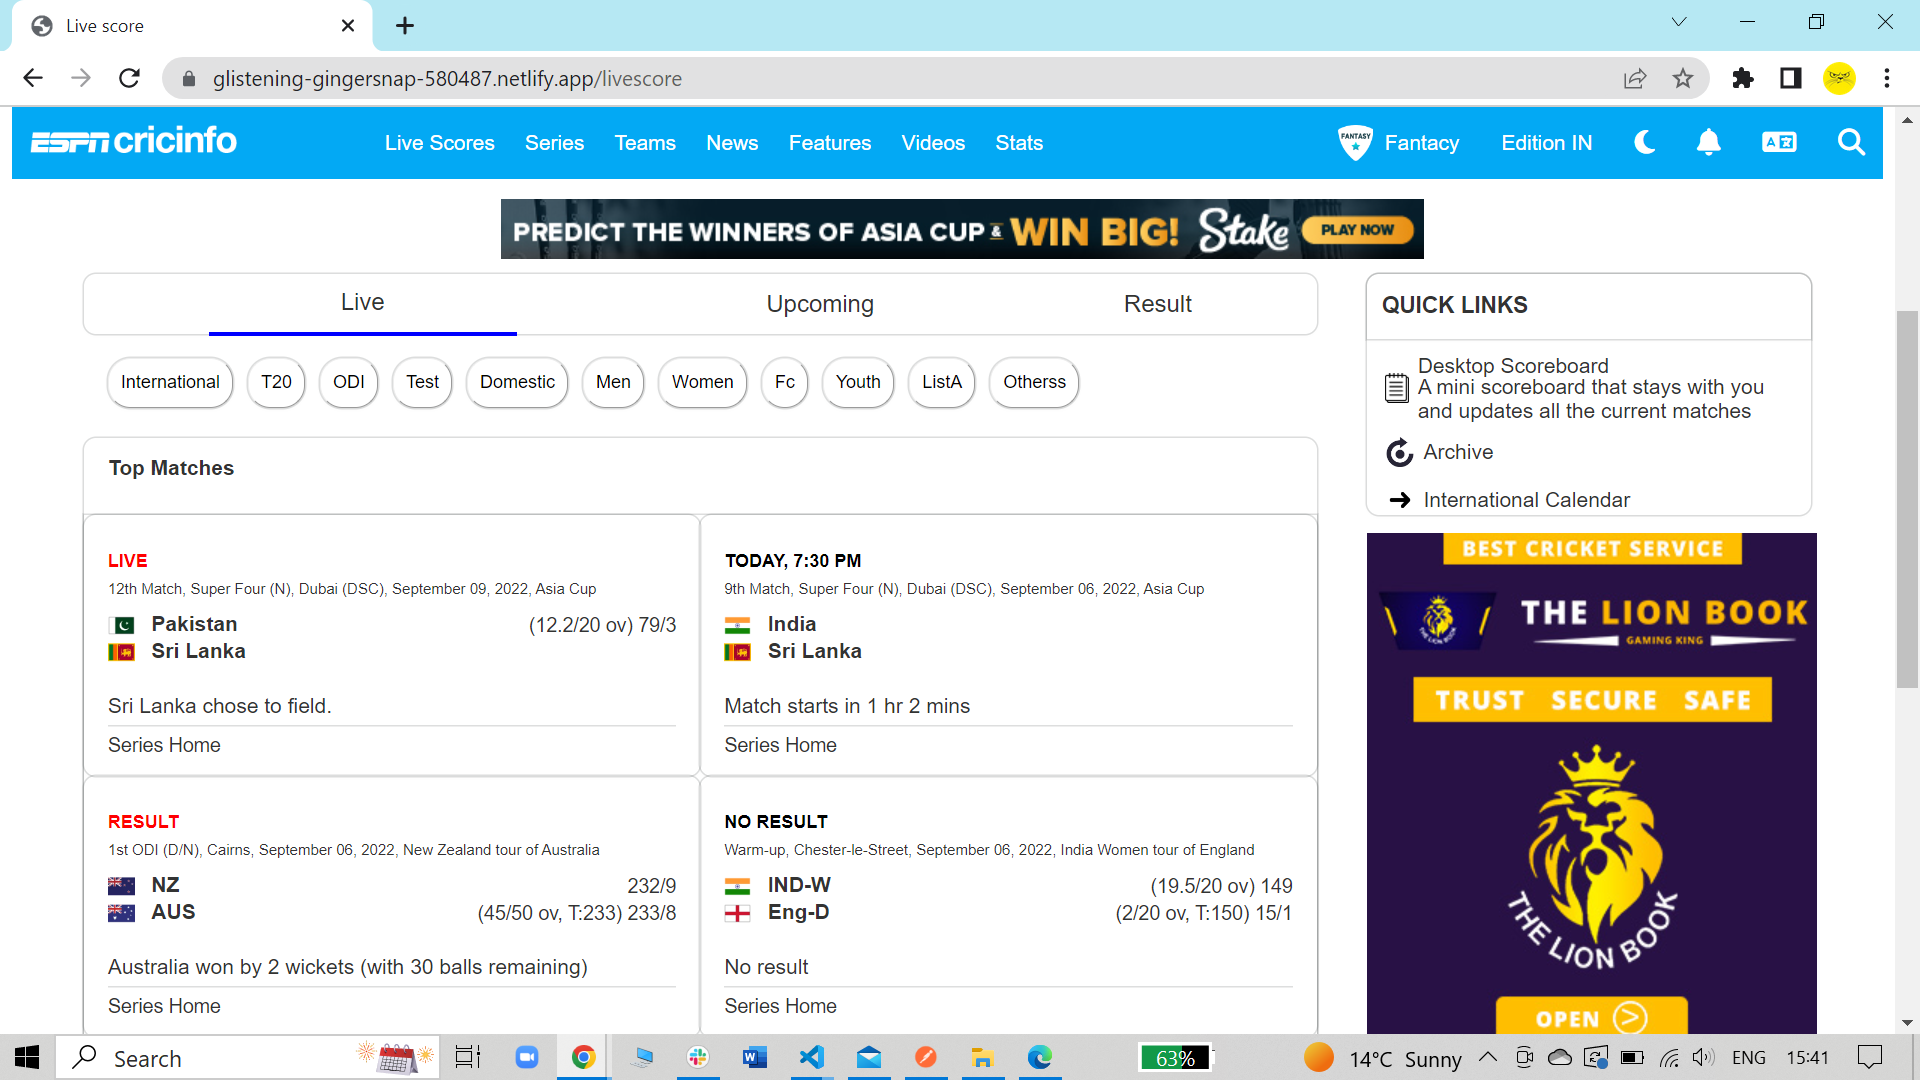 Live score
glistening-gingersnap-580487.netlify.app/livescore
ESPN cricinfo
Live Scores Series Teams News Features Videos Stats
FANTASY Fantasy Edition IN
PREDICT THE WINNERS OF ASIA CUP & WIN BIG! Stake PLAY NOW
Live Upcoming Result
International T20 ODI Test Domestic Men Women Fc Youth ListA Otherss
Top Matches
LIVE
12th Match, Super Four (N), Dubai (DSC), September 09, 2022, Asia Cup
Pakistan (12.2/20 ov) 79/3
Sri Lanka
Sri Lanka chose to field.
Series Home
TODAY, 7:30 PM
9th Match, Super Four (N), Dubai (DSC), September 06, 2022, Asia Cup
India
Sri Lanka
Match starts in 1 hr 2 mins
Series Home
RESULT
1st ODI (D/N), Cairns, September 06, 2022, New Zealand tour of Australia
NZ 232/9
AUS (45/50 ov, T:233) 233/8
Australia won by 2 wickets (with 30 balls remaining)
Series Home
NO RESULT
Warm-up, Chester-le-Street, September 06, 2022, India Women tour of England
IND-W (19.5/20 ov) 149
Eng-D (2/20 ov, T:150) 15/1
No result
Series Home
QUICK LINKS
Desktop Scoreboard
A mini scoreboard that stays with you
and updates all the current matches
Archive
International Calendar
BEST CRICKET SERVICE
THE LION BOOK
GAMING KING
TRUST SECURE SAFE
THE LION BOOK
OPEN
Search
63%
14°C Sunny
ENG
15:41